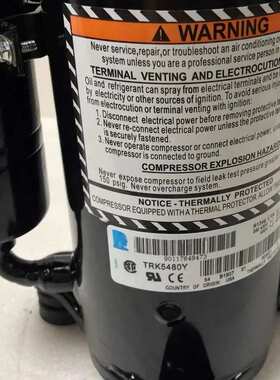 WARNING
Never service, repair, or troubleshoot an air conditioning
system unless you are a professional service person
TERMINAL VENTING AND ELECTROCUTION
Oil and refrigerant can spray from electrical terminals and
by electricity or other sources of ignition. To avoid serious
from electrocution or terminal venting with ignition:
1. Disconnect electrical power before removing protective
2. Never re-connect electrical power unless the protective
is securely fastened.
3. Never operate compressor or connect electrical power
compressor is connected to ground.
COMPRESSOR EXPLOSION HAZARD
Never expose compressor to field leak test pressure
150 psig. Never overcharge system.
NOTICE - THERMALLY PROTECTED
COMPRESSOR EQUIPPED WITH A THERMAL PROTECTOR
90117649473
TRK5480Y
CE
COUNTRY OF ORIGIN: USA